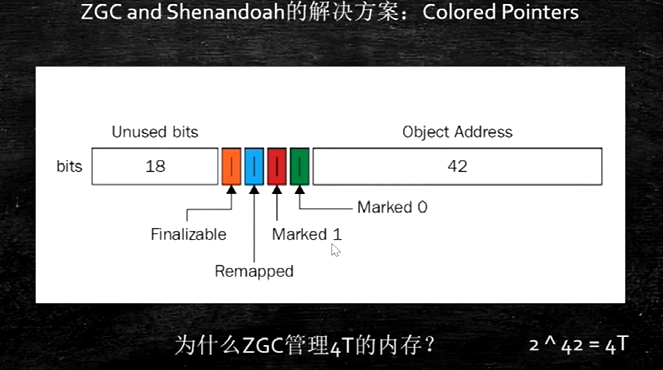 ZGC and Shenandoah的解决方案：Colored Pointers
Unused bits
Object Address
bits
18
42
Marked 0
Finalizable
Marked 1
Remapped
为什么ZGC管理4T的内存？
2 ^ 42 = 4T